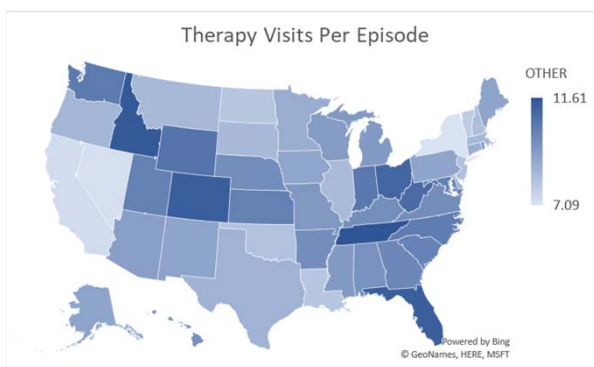 Therapy Visits Per Episode
OTHER
11.61
7.09
Powered by Bing
© GeoNames, HERE, MSFT